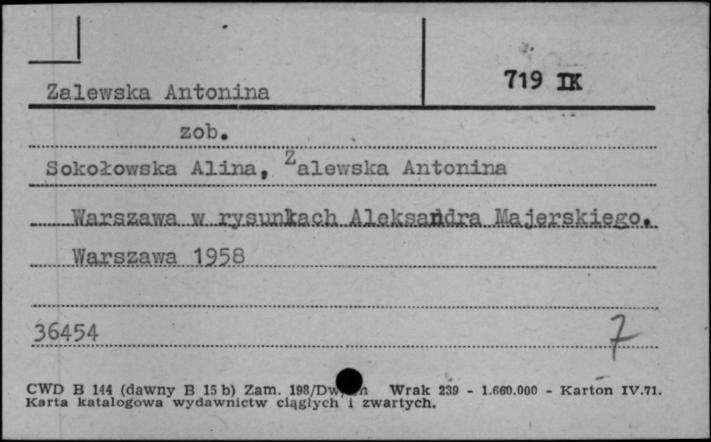 Zalewska Antonina
719 IK
zob.
Sokołowska Alina, Zalewska Antonina
Warszawa w rysunkach Aleksandra Majerskiego.
Warszawa 1958
36454
7
CWD B 144 (dawny B 15 b) Zam. 198/ Wrak 239 - 1.660.000 - Karton IV.71.
Karta katalogowa wydawnictw ciągłych i zwartych.